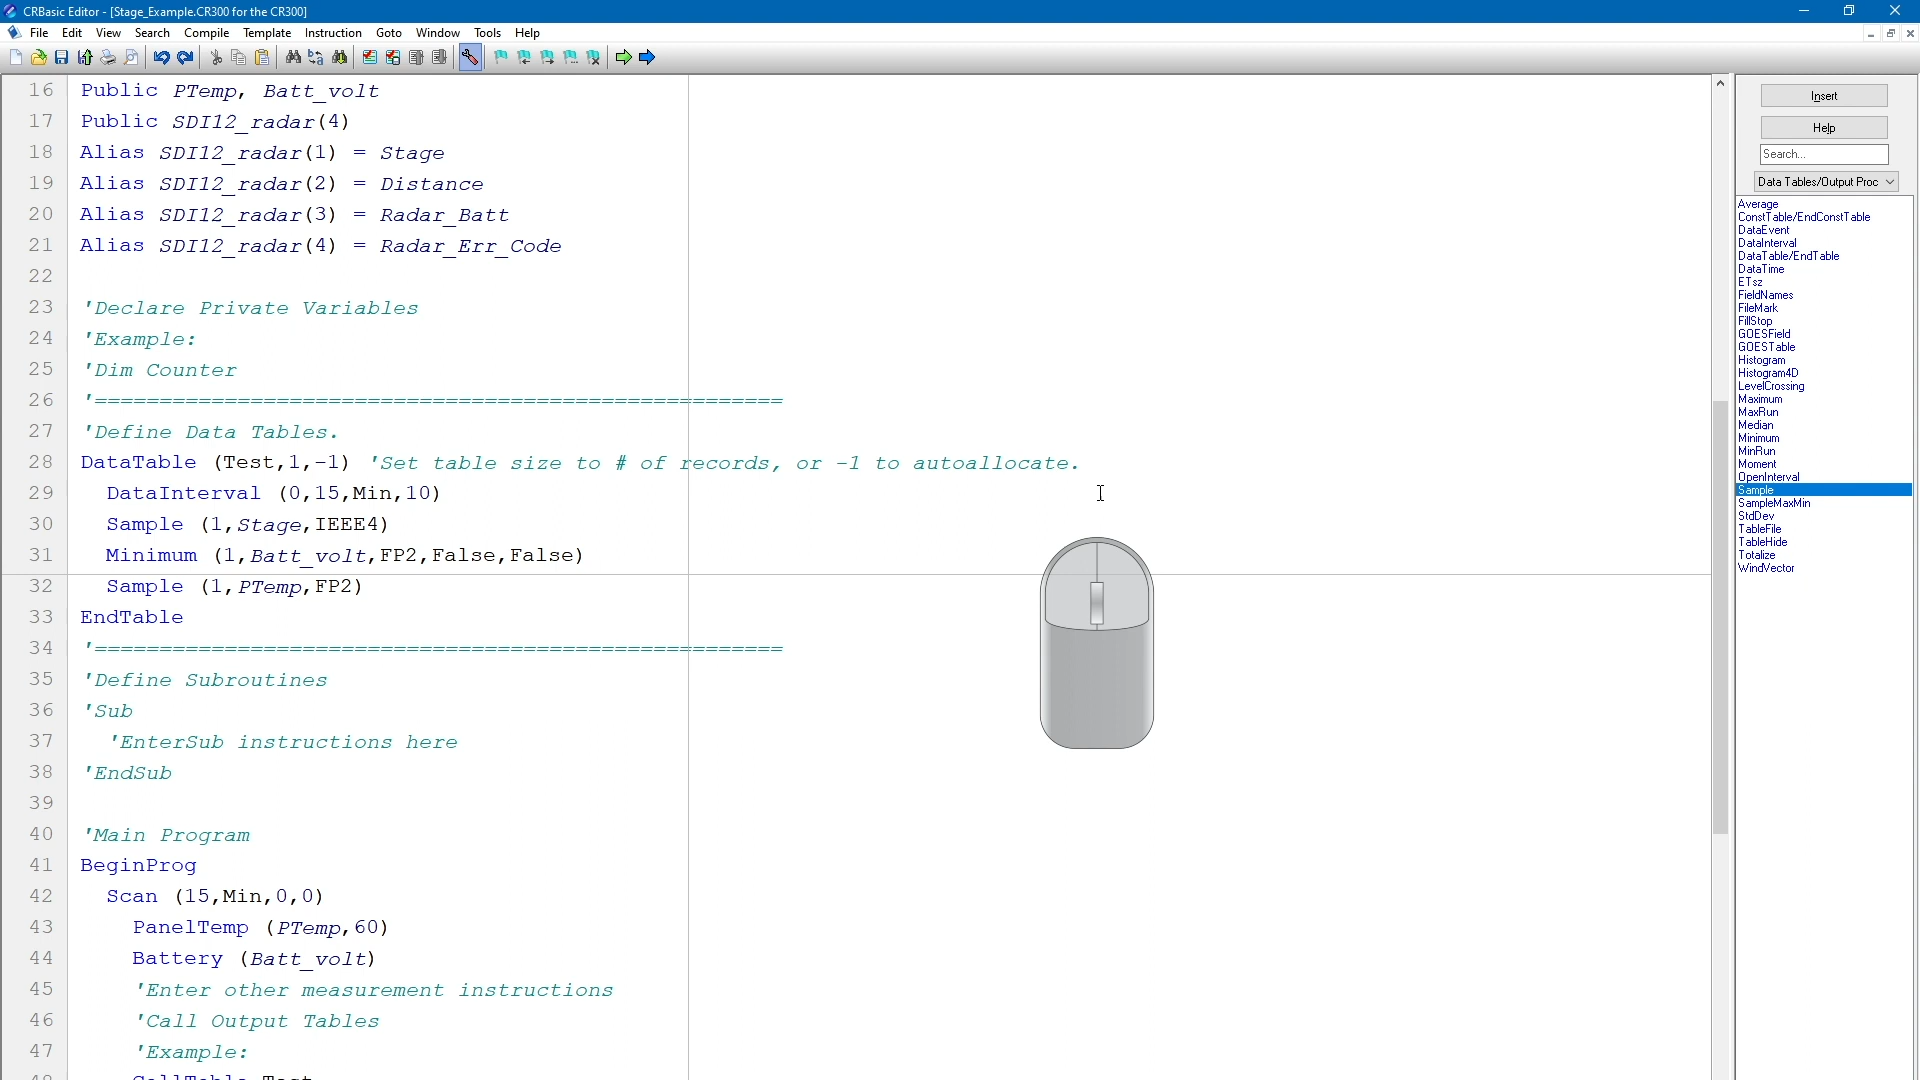 CRBasic Editor - [Stage_Example.CR300 for the CR300]
File Edit View Search Compile Template Instruction Goto Window Tools Help
16 Public PTemp, Batt_volt
17 Public SDI12_radar(4)
18 Alias SDI12_radar(1) = Stage
19 Alias SDI12_radar(2) = Distance
20 Alias SDI12_radar(3) = Radar_Batt
21 Alias SDI12_radar(4) = Radar_Err_Code
22
23 'Declare Private Variables
24 'Example:
25 'Dim Counter
26 '=====================================================
27 'Define Data Tables.
28 DataTable (Test,1,-1) 'Set table size to # of records, or -1 to autoallocate.
29 DataInterval (0,15,Min,10)
30 Sample (1,Stage,IEEE4)
31 Minimum (1,Batt_volt,FP2,False,False)
32 Sample (1,PTemp,FP2)
33 EndTable
34 '=====================================================
35 'Define Subroutines
36 'Sub
37 'EnterSub instructions here
38 'EndSub
39
40 'Main Program
41 BeginProg
42 Scan (15,Min,0,0)
43 PanelTemp (PTemp,60)
44 Battery (Batt_volt)
45 'Enter other measurement instructions
46 'Call Output Tables
47 'Example:
48 CallTable Test
Insert
Help
Search...
Data Tables/Output Proc
Average
ConstTable/EndConstTable
DataEvent
DataInterval
DataTable/EndTable
DataTime
ETsz
FieldNames
FileMark
FillStop
GOESField
GOESTable
Histogram
Histogram4D
LevelCrossing
Maximum
MaxRun
Median
Minimum
MinRun
Moment
OpenInterval
Sample
SampleMaxMin
StdDev
TableFile
TableHide
Totalize
WindVector